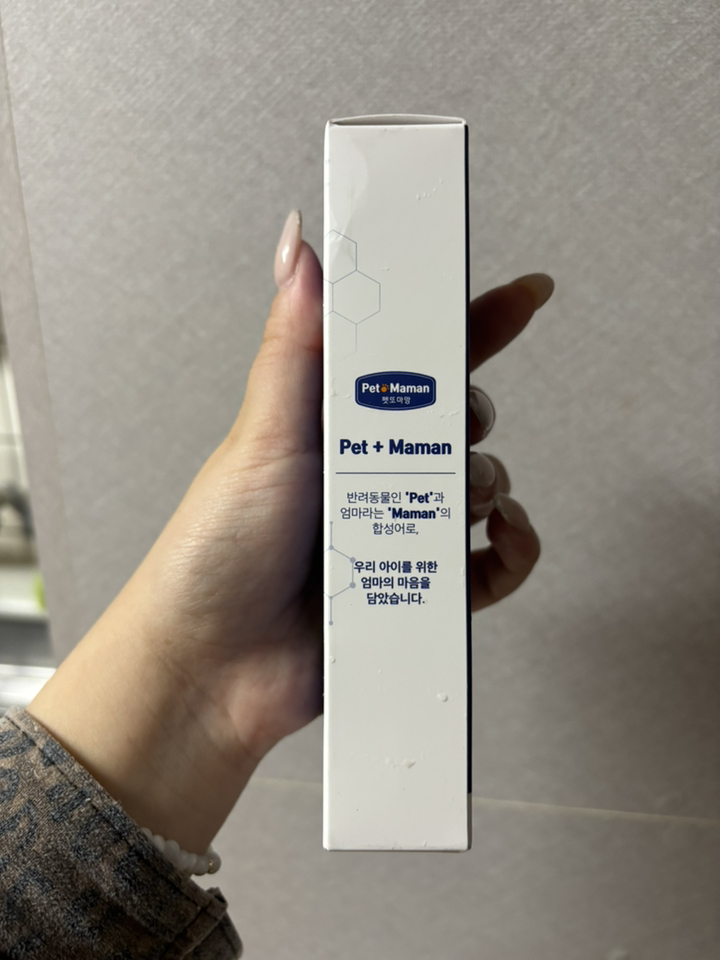 Pet Maman
펫또마망
Pet + Maman
반려동물인 'Pet'과
엄마라는 'Maman'의
합성어로,
우리 아이를 위한
엄마의 마음을
담았습니다.